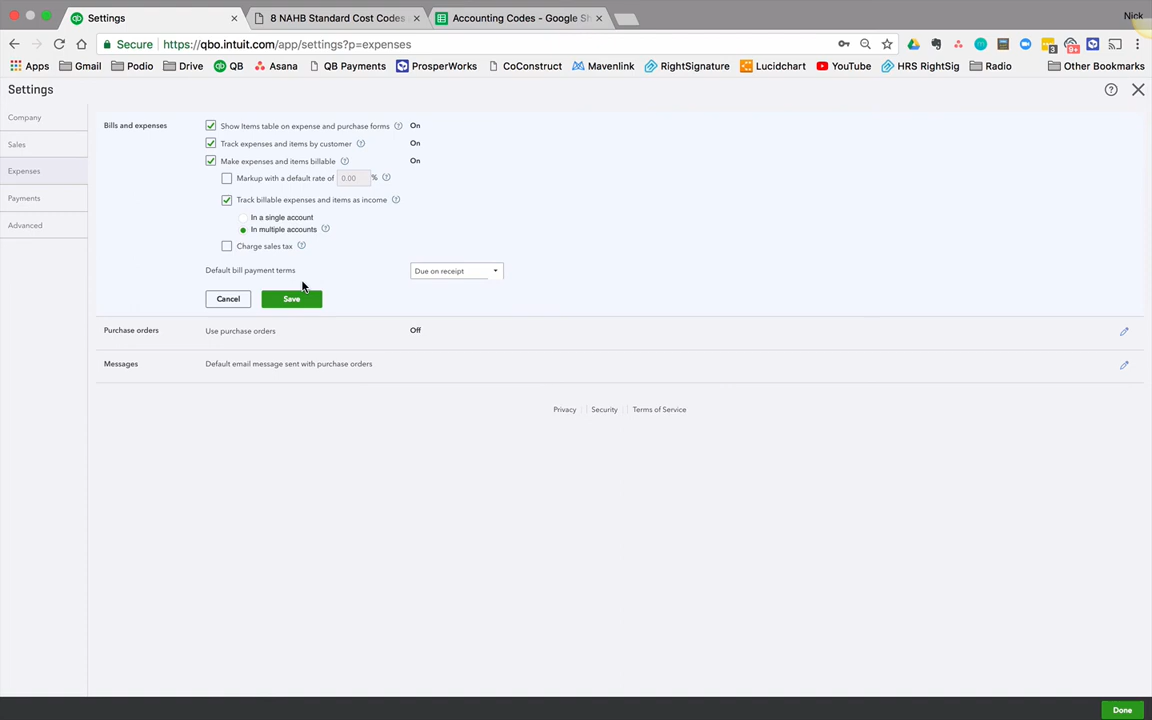 Settings
8 NAHB Standard Cost Codes
Accounting Codes - Google Sh
Nick
Secure
https://qbo.intuit.com/app/settings?p=expenses
3
9+
Apps
Gmail
Podio
Drive
QB
Asana
QB Payments
ProsperWorks
CoConstruct
Mavenlink
RightSignature
Lucidchart
YouTube
HRS RightSig
Radio
Other Bookmarks
Settings
Company
Sales
Expenses
Payments
Advanced
Bills and expenses
Show Items table on expense and purchase forms
On
Track expenses and items by customer
On
Make expenses and items billable
On
Markup with a default rate of
0.00
%
Track billable expenses and items as income
In a single account
In multiple accounts
Charge sales tax
Default bill payment terms
Due on receipt
Cancel
Save
Purchase orders
Use purchase orders
Off
Messages
Default email message sent with purchase orders
Privacy
Security
Terms of Service
Done